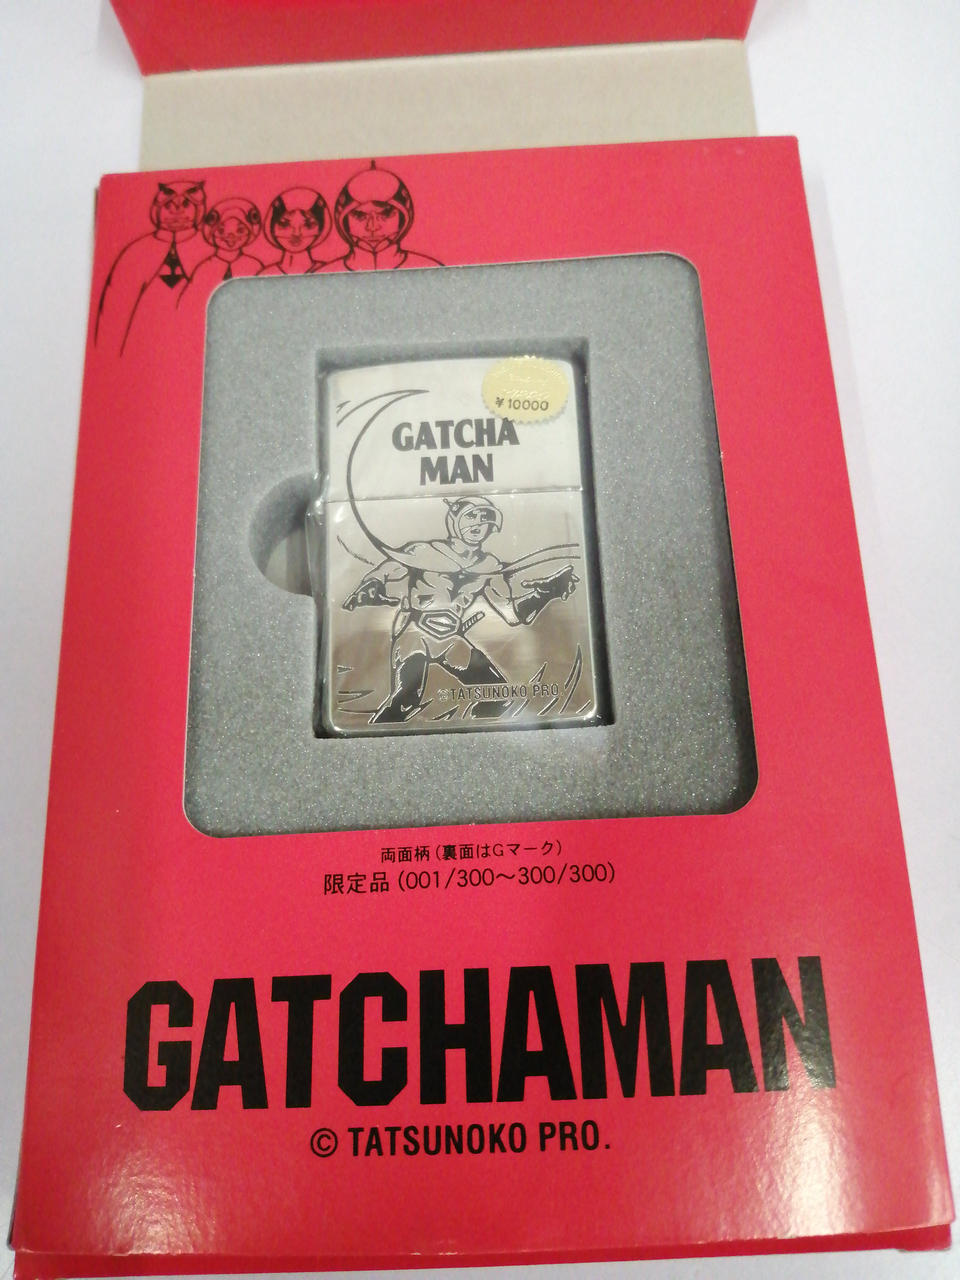 ¥10000
GATCHA
MAN
©TATSUNOKO PRO.
両面柄(裏面はGマーク)
限定品(001/300〜300/300)
GATCHAMAN
© TATSUNOKO PRO.